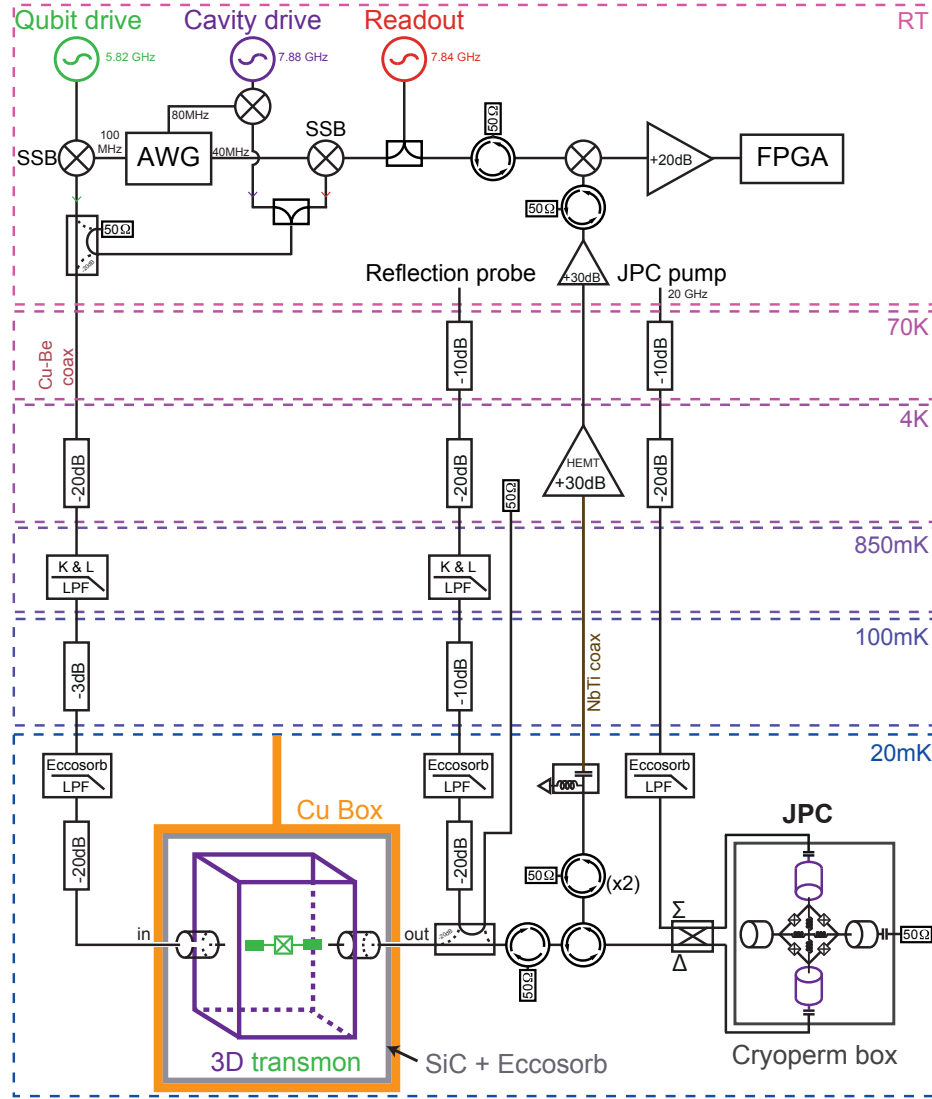 Qubit drive
Cavity drive
Readout
RT
5.82 GHz
7.88 GHz
7.84 GHz
80MHz
50Ω
SSB
100
MHz
AWG
40MHz
SSB
+20dB
FPGA
50Ω
50Ω
-20dB
Reflection probe
+30dB
JPC pump
20 GHz
70K
Cu-Be
coax
-10dB
-10dB
4K
-20dB
-20dB
HEMT
+30dB
-20dB
50Ω
850mK
K & L
LPF
K & L
LPF
100mK
-3dB
-10dB
NbTi coax
20mK
Eccosorb
LPF
Eccosorb
LPF
Eccosorb
LPF
Cu Box
JPC
-20dB
-20dB
50Ω
(x2)
in
out
-20dB
Σ
Δ
50Ω
50Ω
3D transmon
SiC + Eccosorb
Cryoperm box